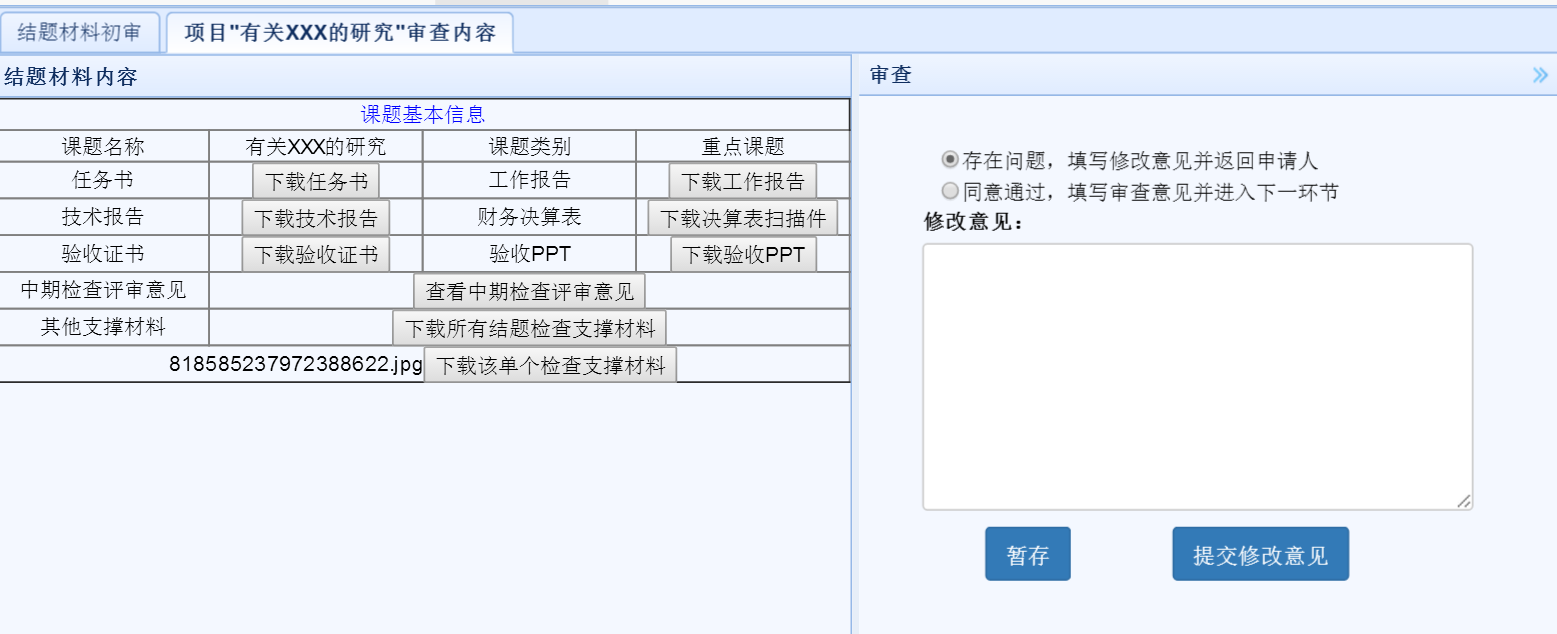 结题材料初审 项目"有关XXX的研究"审查内容
结题材料内容
课题基本信息
课题名称 有关XXX的研究 课题类别 重点课题
任务书 下载任务书 工作报告 下载工作报告
技术报告 下载技术报告 财务决算表 下载决算表扫描件
验收证书 下载验收证书 验收PPT 下载验收PPT
中期检查评审意见 查看中期检查评审意见
其他支撑材料 下载所有结题检查支撑材料
818585237972388622.jpg 下载该单个检查支撑材料
审查
存在问题，填写修改意见并返回申请人
同意通过，填写审查意见并进入下一环节
修改意见：
暂存 提交修改意见